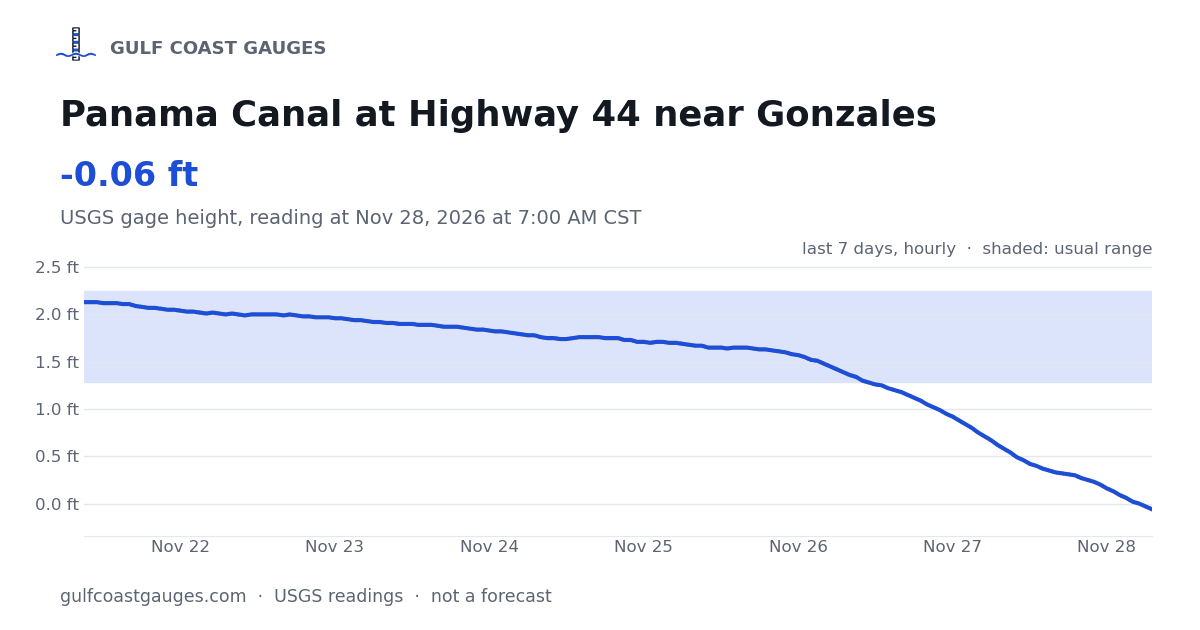 GULF COAST GAUGES
Panama Canal at Highway 44 near Gonzales
-0.06 ft
USGS gage height, reading at Nov 28, 2026 at 7:00 AM CST
last 7 days, hourly · shaded: usual range
2.5 ft
2.0 ft
1.5 ft
1.0 ft
0.5 ft
0.0 ft
Nov 22 Nov 23 Nov 24 Nov 25 Nov 26 Nov 27 Nov 28
gulfcoastgauges.com · USGS readings · not a forecast